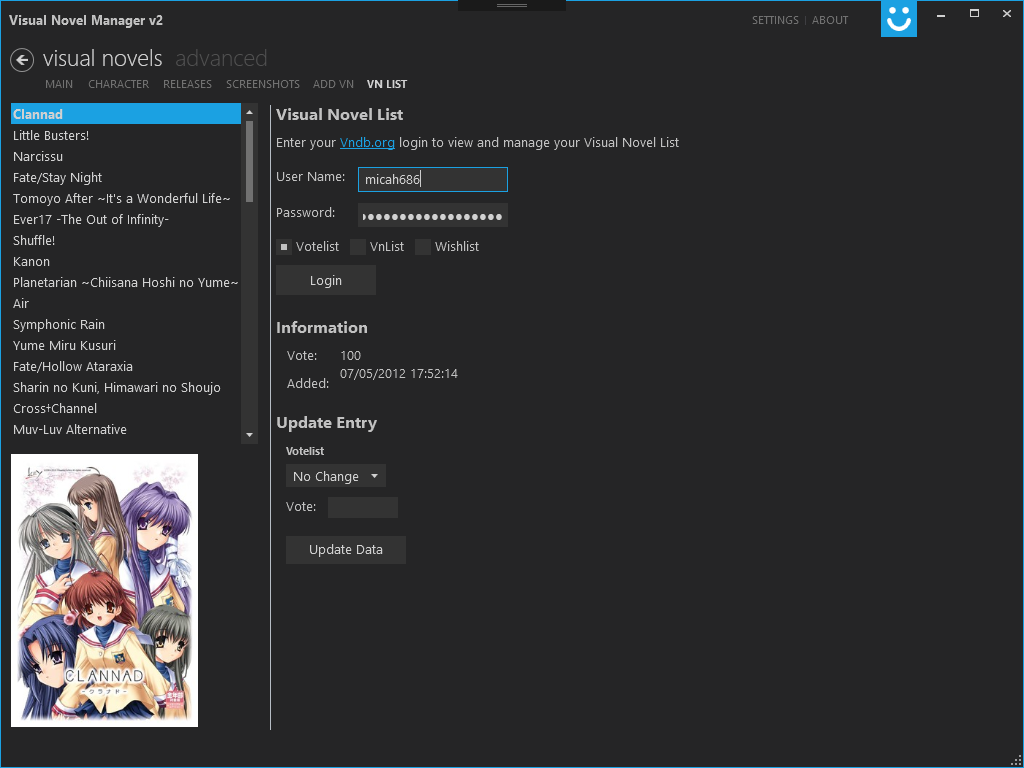 Visual Novel Manager v2
SETTINGS | ABOUT
visual novels advanced
MAIN CHARACTER RELEASES SCREENSHOTS ADD VN VN LIST
Clannad
Little Busters!
Narcissu
Fate/Stay Night
Tomoyo After ~It's a Wonderful Life~
Ever17 -The Out of Infinity-
Shuffle!
Kanon
Planetarian ~Chiisana Hoshi no Yume~
Air
Symphonic Rain
Yume Miru Kusuri
Fate/Hollow Ataraxia
Sharin no Kuni, Himawari no Shoujo
Cross†Channel
Muv-Luv Alternative
Key
CLANNAD
-クラナド-
Visual Novel List
Enter your Vndb.org login to view and manage your Visual Novel List
User Name: micah686
Password:
Votelist VnList Wishlist
Login
Information
Vote: 100
Added: 07/05/2012 17:52:14
Update Entry
Votelist
No Change
Vote:
Update Data